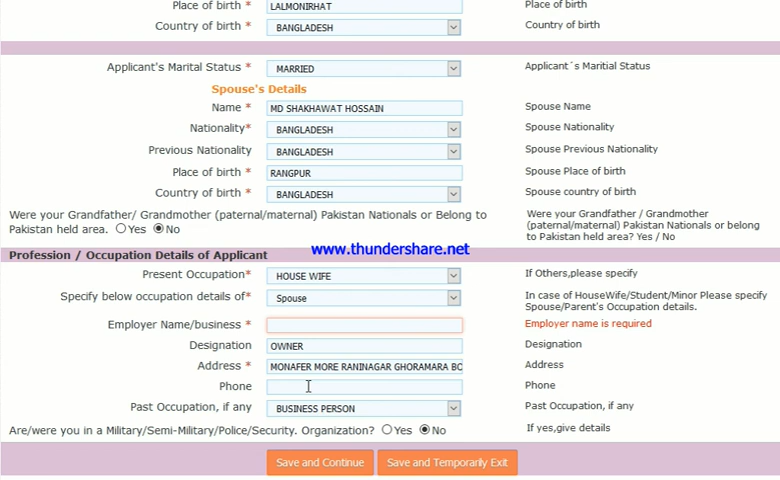 Place of birth * LALMONIRHAT Place of birth
Country of birth * BANGLADESH Country of birth
Applicant's Marital Status * MARRIED Applicant´s Maritial Status
Spouse's Details
Name * MD SHAKHAWAT HOSSAIN Spouse Name
Nationality* BANGLADESH Spouse Nationality
Previous Nationality BANGLADESH Spouse Previous Nationality
Place of birth * RANGPUR Spouse Place of birth
Country of birth * BANGLADESH Spouse country of birth
Were your Grandfather/ Grandmother (paternal/maternal) Pakistan Nationals or Belong to
Pakistan held area. Yes No
Were your Grandfather / Grandmother
(paternal/maternal) Pakistan Nationals or belong
to Pakistan held area? Yes / No
www.thundershare.net
Profession / Occupation Details of Applicant
Present Occupation* HOUSE WIFE If Others,please specify
Specify below occupation details of* Spouse In case of HouseWife/Student/Minor Please specify
Spouse/Parent's Occupation details.
Employer Name/business * Employer name is required
Designation OWNER Designation
Address * MONAFER MORE RANINAGAR GHORAMARA BO Address
Phone Phone
Past Occupation, if any BUSINESS PERSON Past Occupation, if any
Are/were you in a Military/Semi-Military/Police/Security. Organization? Yes No If yes,give details
Save and Continue Save and Temporarily Exit